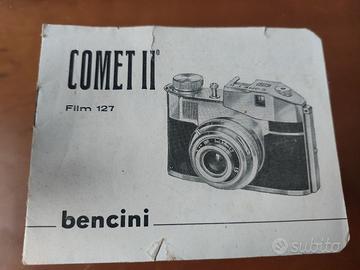 COMET II°
Film 127
bencini
subito